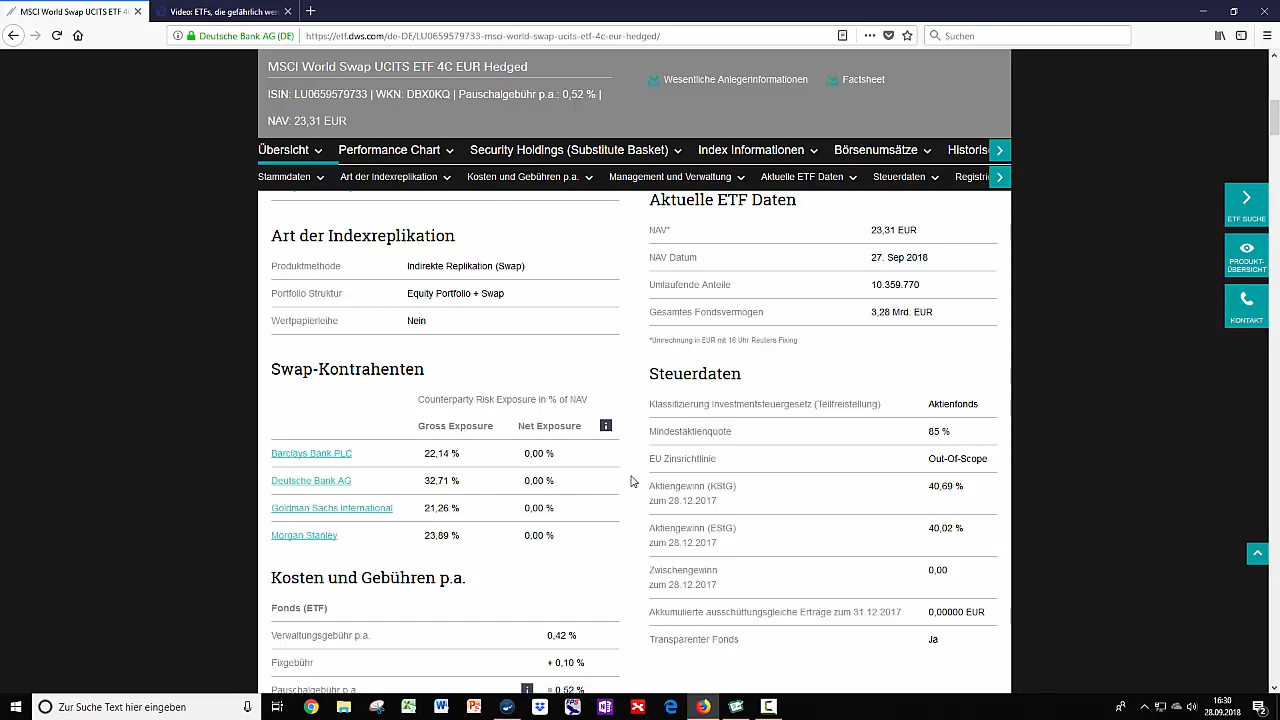 MSCI World Swap UCITS ETF 4C
Video: ETFs, die gefährlich wer
Deutsche Bank AG (DE)
https://etf.dws.com/de-DE/LU0659579733-msci-world-swap-ucits-etf-4c-eur-hedged/
Suchen
MSCI World Swap UCITS ETF 4C EUR Hedged
Wesentliche Anlegerinformationen
Factsheet
ISIN: LU0659579733 | WKN: DBX0KQ | Pauschalgebühr p.a.: 0,52 % |
NAV: 23,31 EUR
Übersicht Performance Chart Security Holdings (Substitute Basket) Index Informationen Börsenumsätze Historis
Stammdaten Art der Indexreplikation Kosten und Gebühren p.a. Management und Verwaltung Aktuelle ETF Daten Steuerdaten Registri
Art der Indexreplikation
Produktmethode Indirekte Replikation (Swap)
Portfolio Struktur Equity Portfolio + Swap
Wertpapierleihe Nein
Swap-Kontrahenten
Counterparty Risk Exposure in % of NAV
Gross Exposure Net Exposure i
Barclays Bank PLC 22,14 % 0,00 %
Deutsche Bank AG 32,71 % 0,00 %
Goldman Sachs International 21,26 % 0,00 %
Morgan Stanley 23,89 % 0,00 %
Kosten und Gebühren p.a.
Fonds (ETF)
Verwaltungsgebühr p.a. 0,42 %
Fixgebühr + 0,10 %
Pauschalgebühr p.a. i = 0,52 %
Aktuelle ETF Daten
NAV* 23,31 EUR
NAV Datum 27. Sep 2018
Umlaufende Anteile 10.359.770
Gesamtes Fondsvermögen 3,28 Mrd. EUR
*Umrechnung in EUR mit 16 Uhr Reuters Fixing
Steuerdaten
Klassifizierung Investmentsteuergesetz (Teilfreistellung) Aktienfonds
Mindestaktienquote 65 %
EU Zinsrichtlinie Out-Of-Scope
Aktiengewinn (KStG) 40,69 %
zum 28.12.2017
Aktiengewinn (EStG) 40,02 %
zum 28.12.2017
Zwischengewinn 0,00
zum 28.12.2017
Akkumulierte ausschüttungsgleiche Erträge zum 31.12.2017 0,00000 EUR
Transparenter Fonds Ja
ETF SUCHE
PRODUKT-
ÜBERSICHT
KONTAKT
Zur Suche Text hier eingeben
16:30
28.09.2018
2